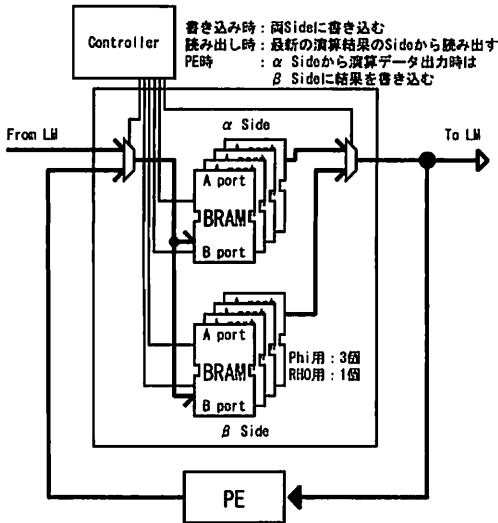 Controller
書き込み時：両Sideに書き込む
読み出し時：最新の演算結果のSideから読み出す
PE時　　　：α Sideから演算データ出力時は
β Sideに結果を書き込む
From LM
To LM
α Side
A port
BRAM
B port
A port
BRAM
B port
Phi用：3個
RHO用：1個
β Side
PE